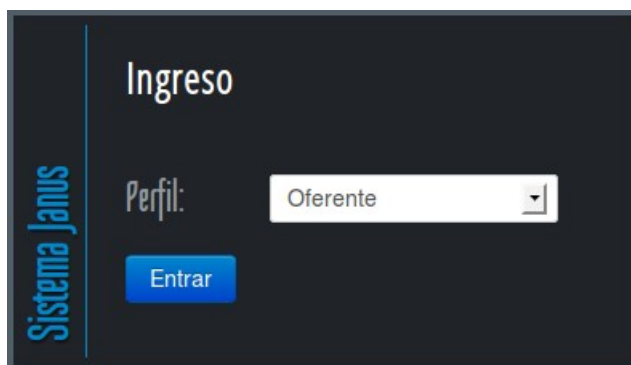 Sistema Janus
Ingreso
Perfil:
Oferente
Entrar